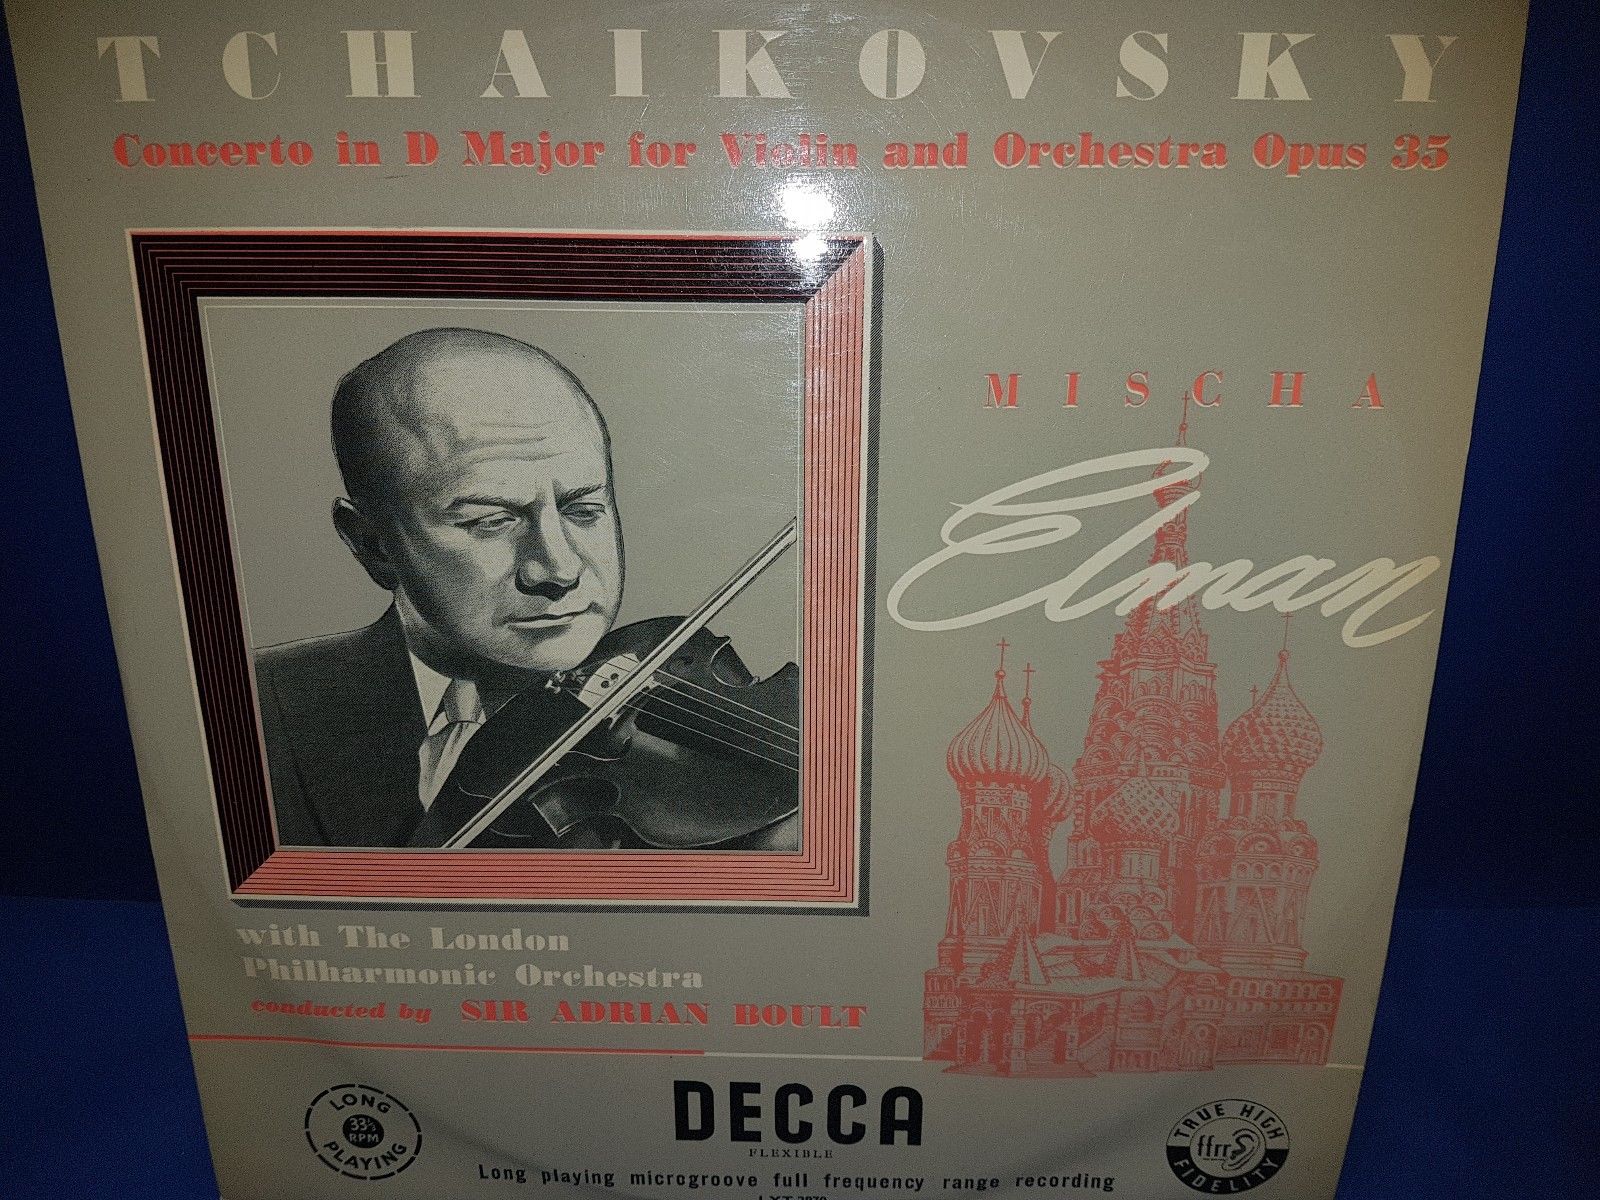 TCHAIKOVSKY
Concerto in D Major for Violin and Orchestra Opus 35
MISCHA
Elman
with The London
Philharmonic Orchestra
conducted by SIR ADRIAN BOULT
LONG
33⅓
RPM
PLAYING
DECCA
FLEXIBLE
Long playing microgroove full frequency range recording
TRUE HIGH
ffrr
FIDELITY